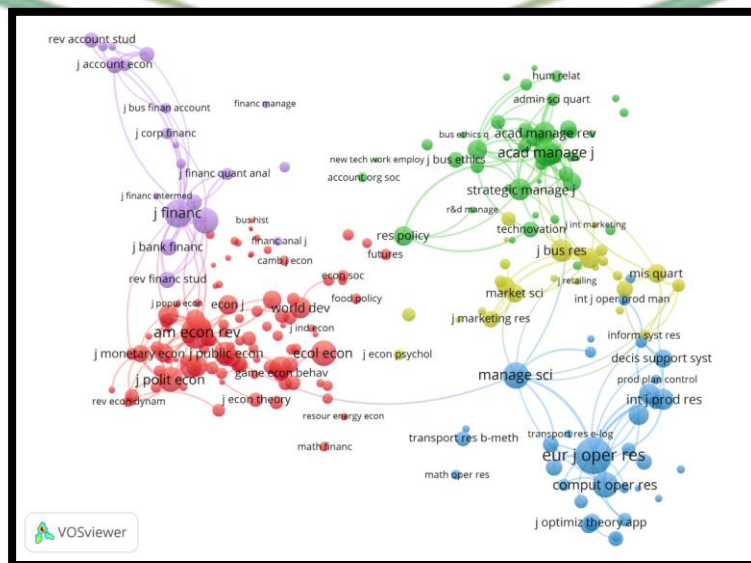 rev account stud
j account econ
j bus finan account
financ manage
j corp financ
j financ quant anal
j financ intermed
j financ
bus hist
j bank financ
financ anal j
camb j econ
rev financ stud
futures
econ soc
food policy
j popul econ
econ j
world dev
am econ rev
j ind econ
j monetary econ
j public econ
ecol econ
j polit econ
game econ behav
rev econ dynam
j econ theory
resour energy econ
math financ
j econ psychol
hum relat
admin sci quart
bus ethics q
acad manage rev
acad manage j
new tech work employ
j bus ethics
account org soc
strategic manage j
r&d manage
res policy
technovation
j int marketing
j bus res
mis quart
j retailing
market sci
int j oper prod man
j marketing res
inform syst res
decis support syst
manage sci
prod plan control
int j prod res
transport res e-log
transport res b-meth
eur j oper res
math oper res
comput oper res
j optimiz theory app
VOSviewer